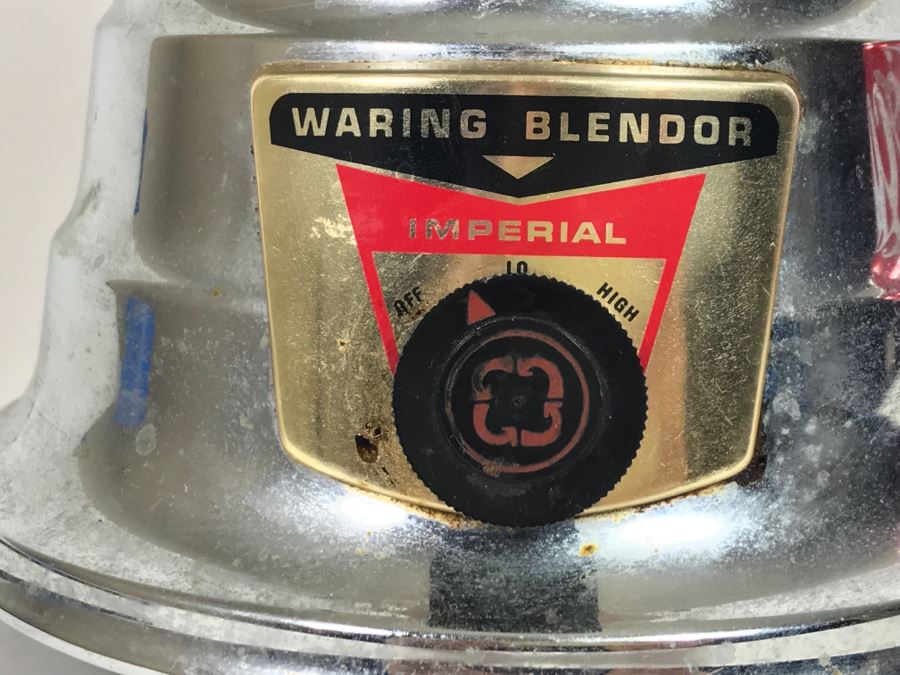 WARING BLENDOR
IMPERIAL
OFF LO HIGH